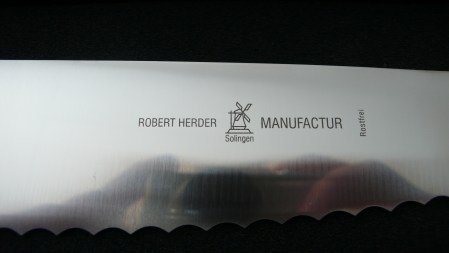 ROBERT HERDER MANUFACTUR
Solingen
Rostfrei